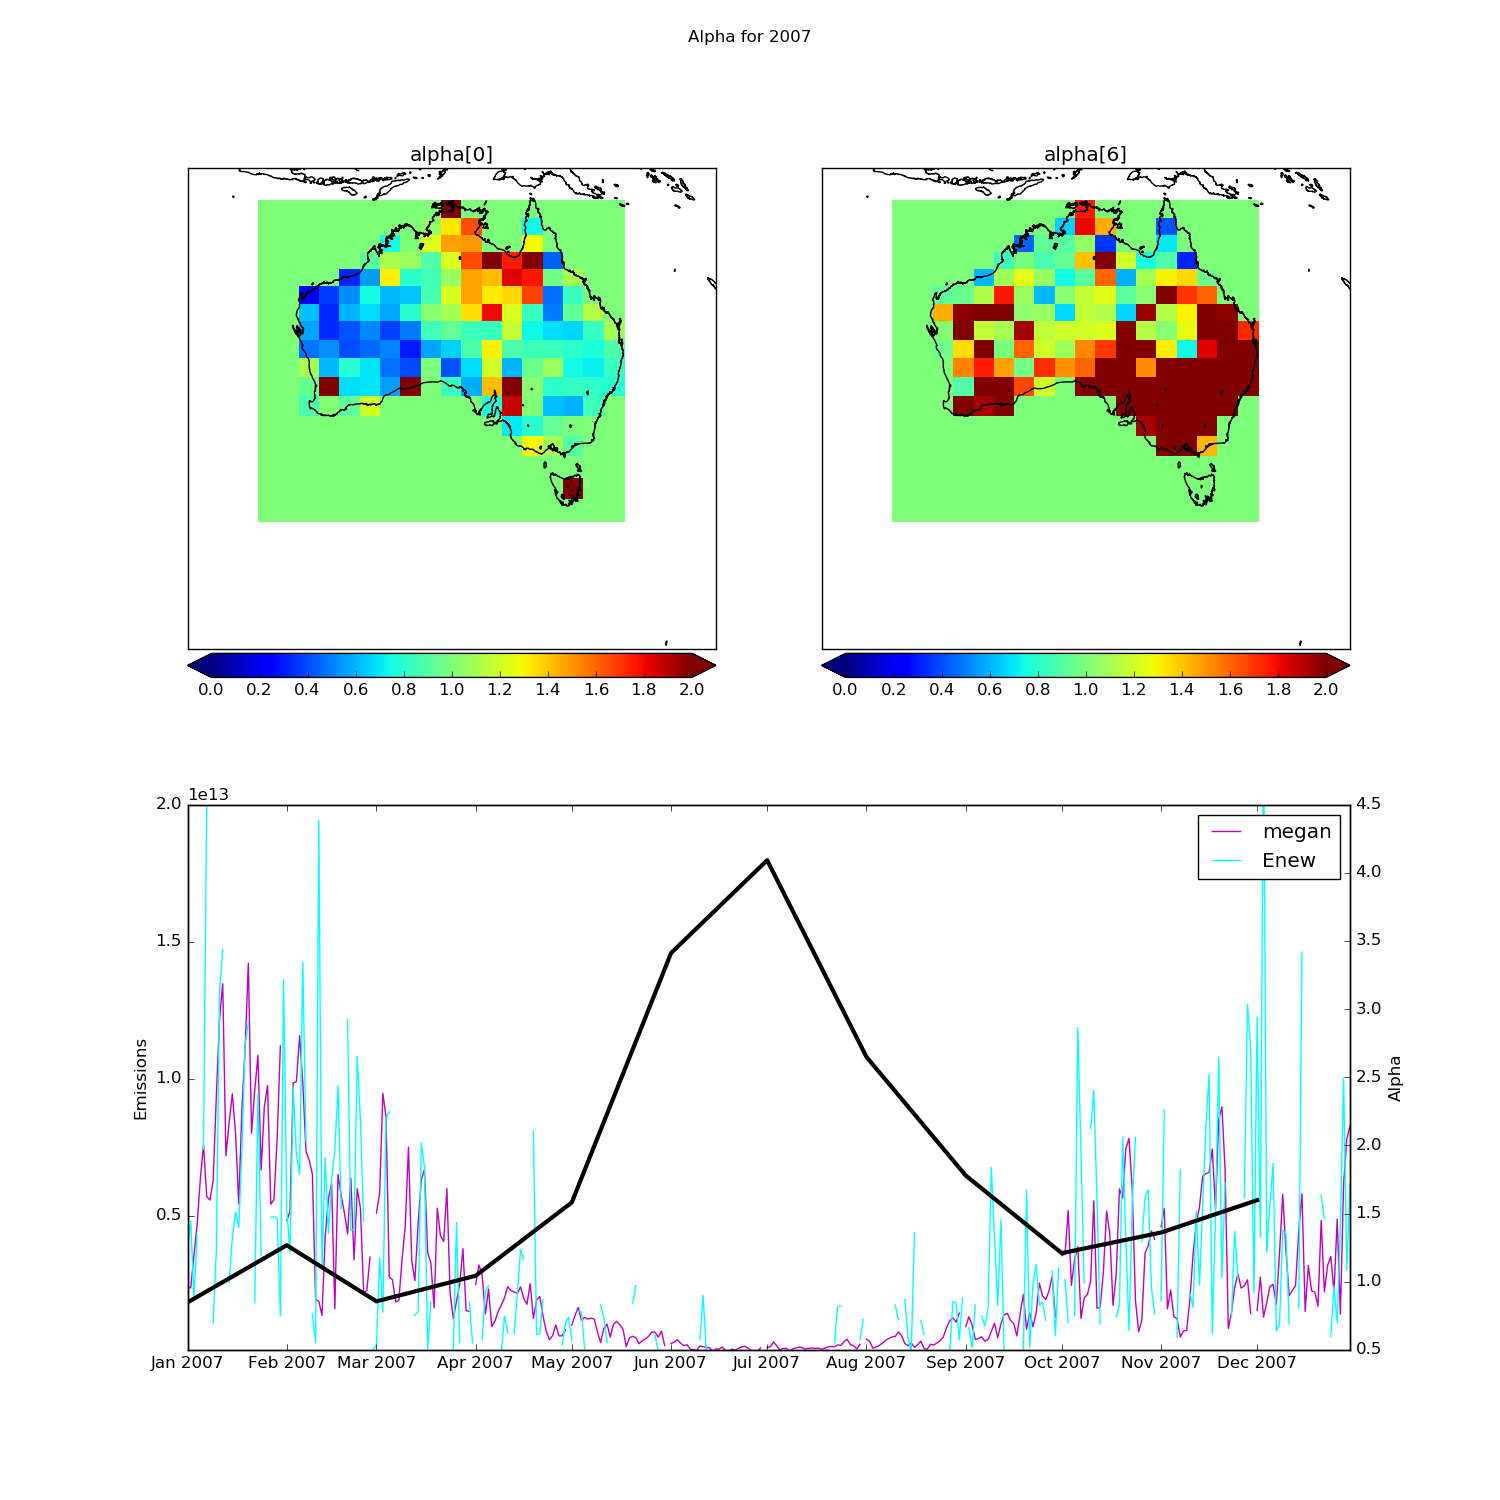 Alpha for 2007
alpha[0]
alpha[6]
0.0 0.2 0.4 0.6 0.8 1.0 1.2 1.4 1.6 1.8 2.0
0.0 0.2 0.4 0.6 0.8 1.0 1.2 1.4 1.6 1.8 2.0
1e13
2.0
1.5
1.0
0.5
Emissions
megan
Enew
4.5
4.0
3.5
3.0
2.5
2.0
1.5
1.0
0.5
Alpha
Jan 2007 Feb 2007 Mar 2007 Apr 2007 May 2007 Jun 2007 Jul 2007 Aug 2007 Sep 2007 Oct 2007 Nov 2007 Dec 2007